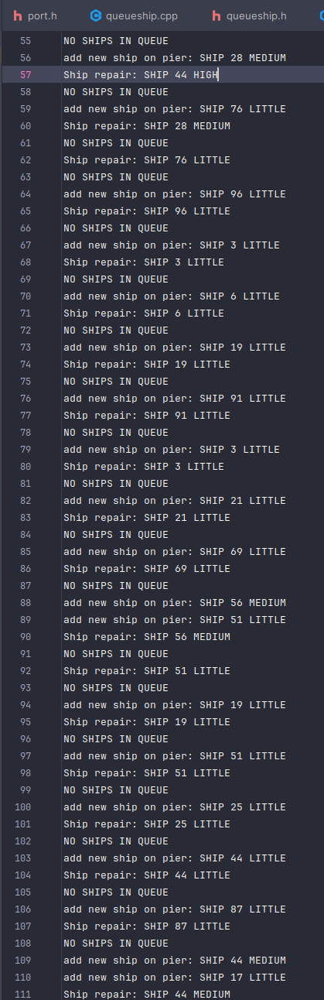 port.h queueship.cpp queueship.h
55 NO SHIPS IN QUEUE
56 add new ship on pier: SHIP 28 MEDIUM
57 Ship repair: SHIP 44 HIGH
58 NO SHIPS IN QUEUE
59 add new ship on pier: SHIP 76 LITTLE
60 Ship repair: SHIP 28 MEDIUM
61 NO SHIPS IN QUEUE
62 Ship repair: SHIP 76 LITTLE
63 NO SHIPS IN QUEUE
64 add new ship on pier: SHIP 96 LITTLE
65 Ship repair: SHIP 96 LITTLE
66 NO SHIPS IN QUEUE
67 add new ship on pier: SHIP 3 LITTLE
68 Ship repair: SHIP 3 LITTLE
69 NO SHIPS IN QUEUE
70 add new ship on pier: SHIP 6 LITTLE
71 Ship repair: SHIP 6 LITTLE
72 NO SHIPS IN QUEUE
73 add new ship on pier: SHIP 19 LITTLE
74 Ship repair: SHIP 19 LITTLE
75 NO SHIPS IN QUEUE
76 add new ship on pier: SHIP 91 LITTLE
77 Ship repair: SHIP 91 LITTLE
78 NO SHIPS IN QUEUE
79 add new ship on pier: SHIP 3 LITTLE
80 Ship repair: SHIP 3 LITTLE
81 NO SHIPS IN QUEUE
82 add new ship on pier: SHIP 21 LITTLE
83 Ship repair: SHIP 21 LITTLE
84 NO SHIPS IN QUEUE
85 add new ship on pier: SHIP 69 LITTLE
86 Ship repair: SHIP 69 LITTLE
87 NO SHIPS IN QUEUE
88 add new ship on pier: SHIP 56 MEDIUM
89 add new ship on pier: SHIP 51 LITTLE
90 Ship repair: SHIP 56 MEDIUM
91 NO SHIPS IN QUEUE
92 Ship repair: SHIP 51 LITTLE
93 NO SHIPS IN QUEUE
94 add new ship on pier: SHIP 19 LITTLE
95 Ship repair: SHIP 19 LITTLE
96 NO SHIPS IN QUEUE
97 add new ship on pier: SHIP 51 LITTLE
98 Ship repair: SHIP 51 LITTLE
99 NO SHIPS IN QUEUE
100 add new ship on pier: SHIP 25 LITTLE
101 Ship repair: SHIP 25 LITTLE
102 NO SHIPS IN QUEUE
103 add new ship on pier: SHIP 44 LITTLE
104 Ship repair: SHIP 44 LITTLE
105 NO SHIPS IN QUEUE
106 add new ship on pier: SHIP 87 LITTLE
107 Ship repair: SHIP 87 LITTLE
108 NO SHIPS IN QUEUE
109 add new ship on pier: SHIP 44 MEDIUM
110 add new ship on pier: SHIP 17 LITTLE
111 Ship repair: SHIP 44 MEDIUM